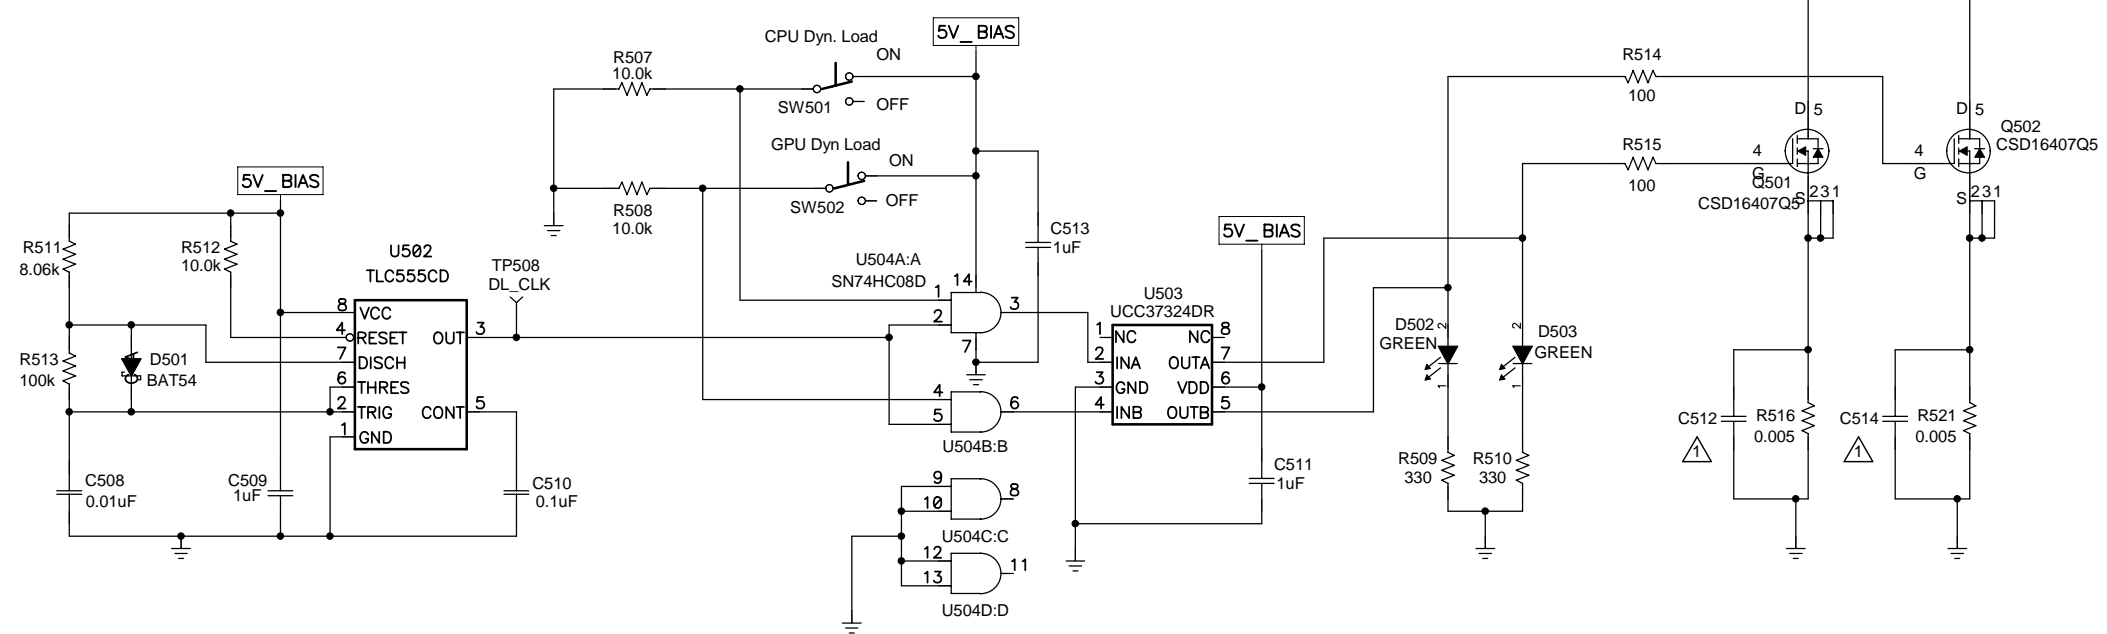 5V_BIAS
R511
8.06k
R512
10.0k
R513
100k
D501
BAT54
C508
0.01uF
C509
1uF
U502
TLC555CD
8
VCC
4
RESET
7
DISCH
6
THRES
2
TRIG
1
GND
OUT
3
CONT
5
C510
0.1uF
TP508
DL_CLK
R507
10.0k
R508
10.0k
CPU Dyn. Load
ON
SW501
OFF
GPU Dyn Load
ON
SW502
OFF
5V_BIAS
C513
1uF
U504A:A
SN74HC08D
14
1
2
3
7
4
5
6
U504B:B
9
10
8
U504C:C
12
13
11
U504D:D
5V_BIAS
U503
UCC37324DR
1
NC
NC
8
2
INA
OUTA
7
3
GND
VDD
6
4
INB
OUTB
5
C511
1uF
D502
GREEN
2
1
D503
GREEN
2
1
R509
330
R510
330
R514
100
R515
100
D 5
4
G
Q501
CSD16407Q5
S 231
D 5
Q502
CSD16407Q5
4
G
S 231
C512
1
R516
0.005
C514
1
R521
0.005